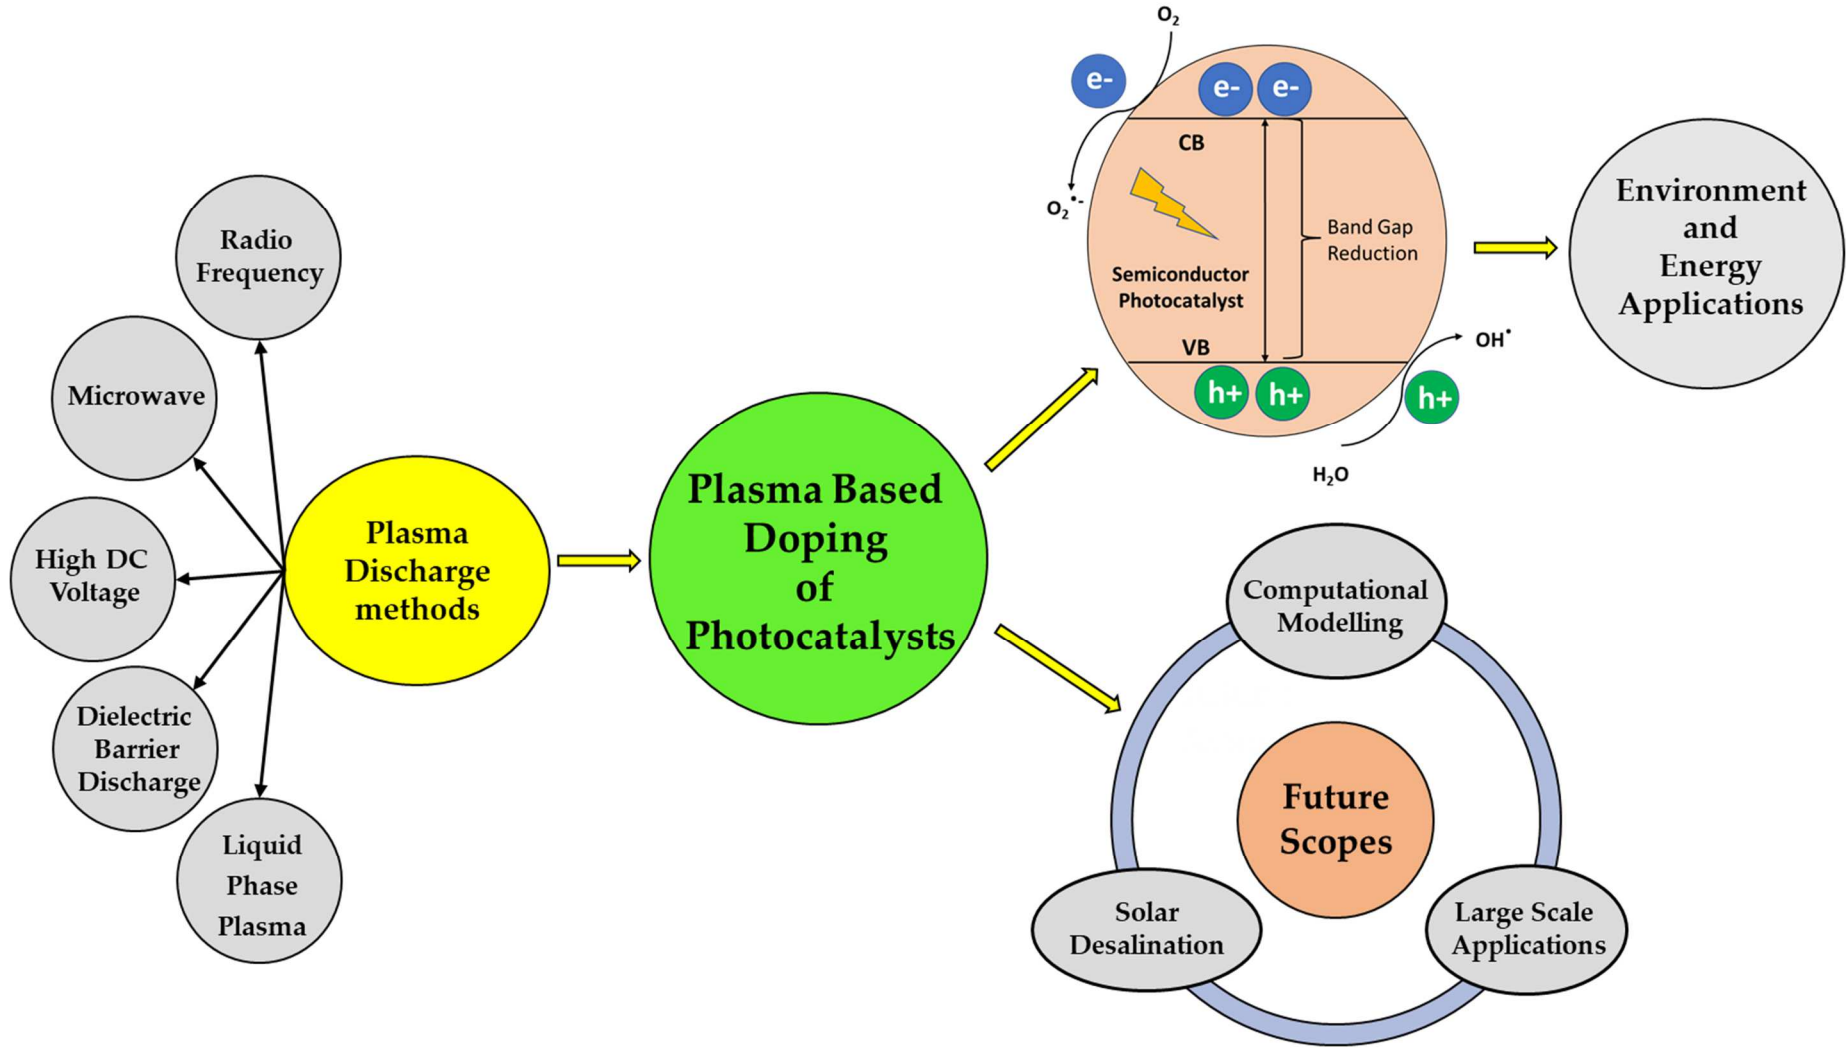 Radio
Frequency
Microwave
High DC
Voltage
Dielectric
Barrier
Discharge
Liquid
Phase
Plasma
Plasma
Discharge
methods
Plasma Based
Doping
of
Photocatalysts
O₂
e-
e- e-
CB
O₂•-
Band Gap
Reduction
Semiconductor
Photocatalyst
VB
OH•
h+ h+
h+
H₂O
Environment
and
Energy
Applications
Computational
Modelling
Future
Scopes
Solar
Desalination
Large Scale
Applications